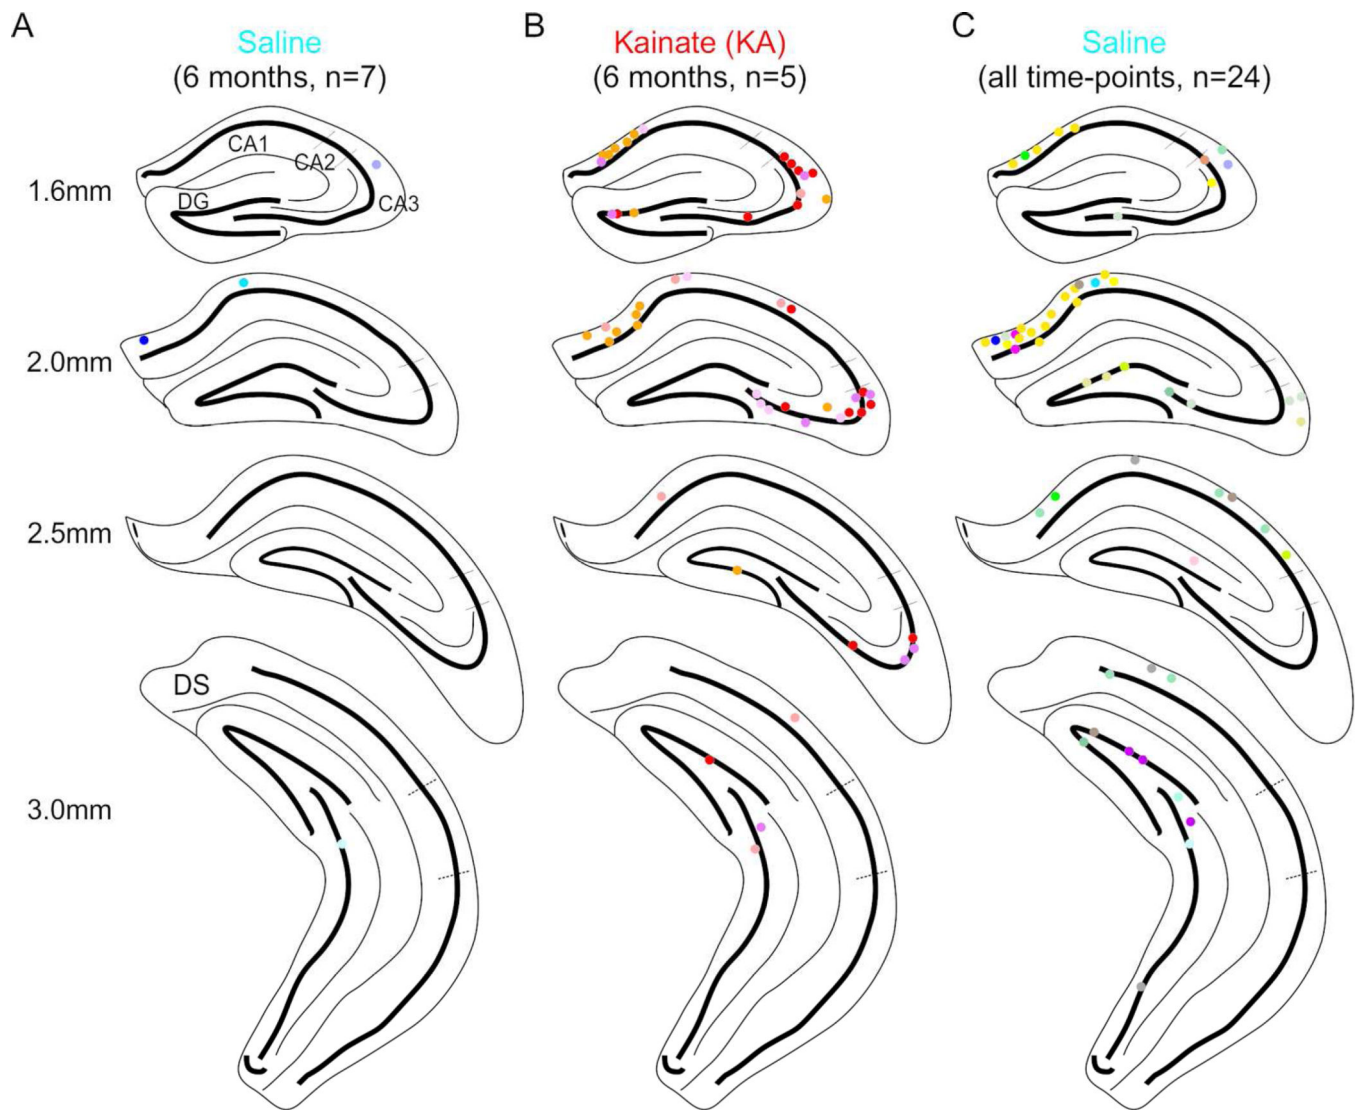 A
Saline
(6 months, n=7)
B
Kainate (KA)
(6 months, n=5)
C
Saline
(all time-points, n=24)
1.6mm
CA1
CA2
DG
CA3
2.0mm
2.5mm
DS
3.0mm